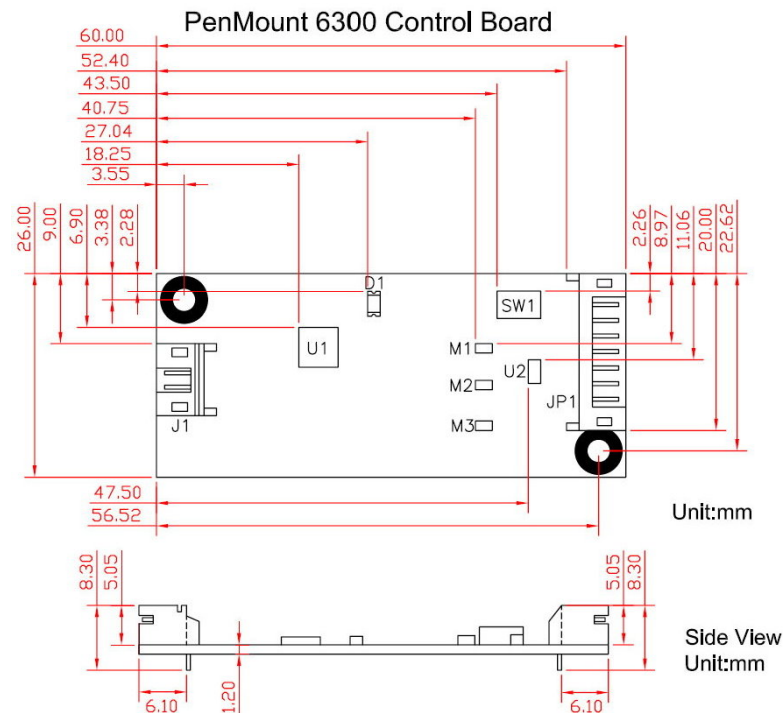 PenMount 6300 Control Board
60.00
52.40
43.50
40.75
27.04
18.25
3.55
26.00
9.00
6.90
3.38
2.28
2.26
8.97
11.06
20.00
22.62
D1
SW1
U1
M1
U2
M2
JP1
J1
M3
47.50
56.52
Unit:mm
8.30
5.05
5.05
8.30
Side View
Unit:mm
6.10
1.20
6.10